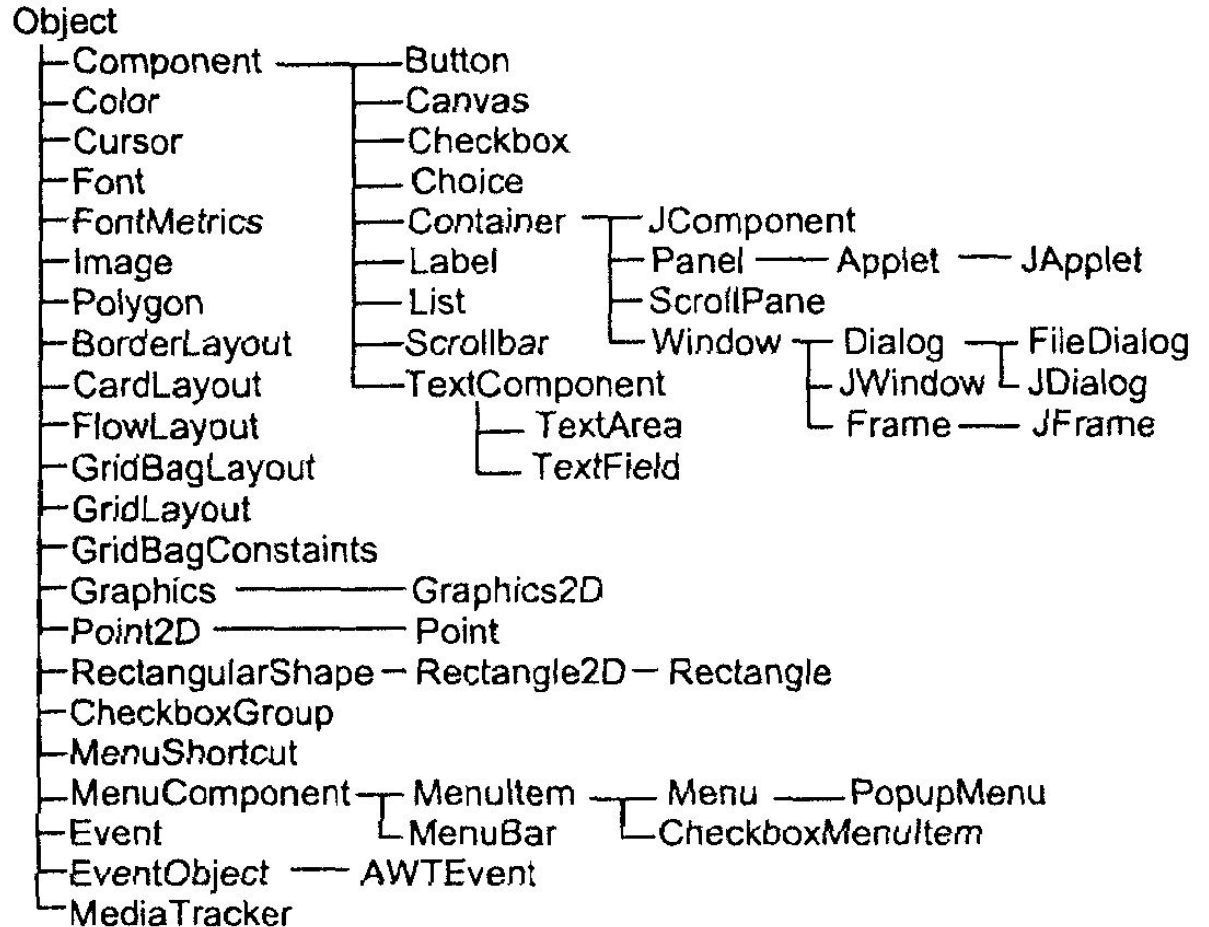 Object
Component Button
Color Canvas
Cursor Checkbox
Font Choice
FontMetrics Container JComponent
Image Label Panel Applet JApplet
Polygon List ScrollPane
BorderLayout Scrollbar Window Dialog FileDialog
CardLayout TextComponent JWindow JDialog
FlowLayout TextArea Frame JFrame
GridBagLayout TextField
GridLayout
GridBagConstaints
Graphics Graphics2D
Point2D Point
RectangularShape Rectangle2D Rectangle
CheckboxGroup
MenuShortcut
MenuComponent MenuItem Menu PopupMenu
Event MenuBar CheckboxMenuItem
EventObject AWTEvent
MediaTracker